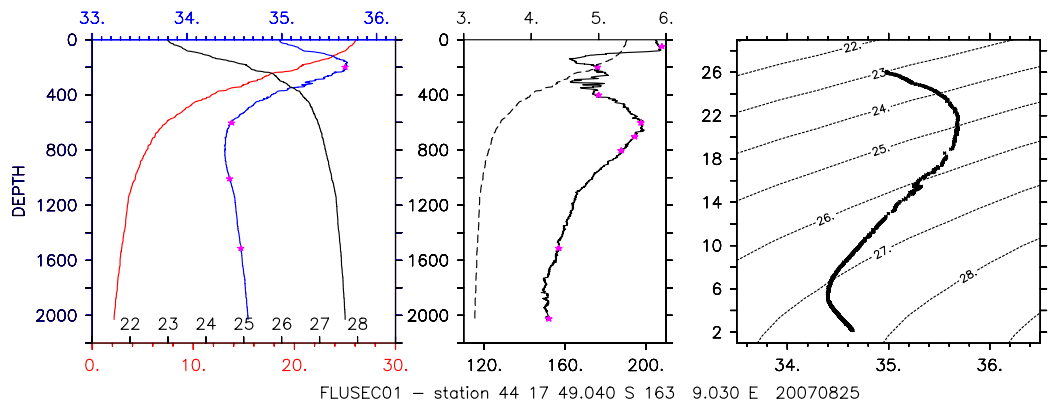 33. 34. 35. 36.
3. 4. 5. 6.
0 400 800 1200 1600 2000
DEPTH
22 23 24 25 26 27 28
0. 10. 20. 30.
0 400 800 1200 1600 2000
120. 160. 200.
26 22 18 14 10 6 2
22. 23. 24. 25. 26. 27. 28.
34. 35. 36.
FLUSEC01 – station 44 17 49.040 S 163 9.030 E 20070825